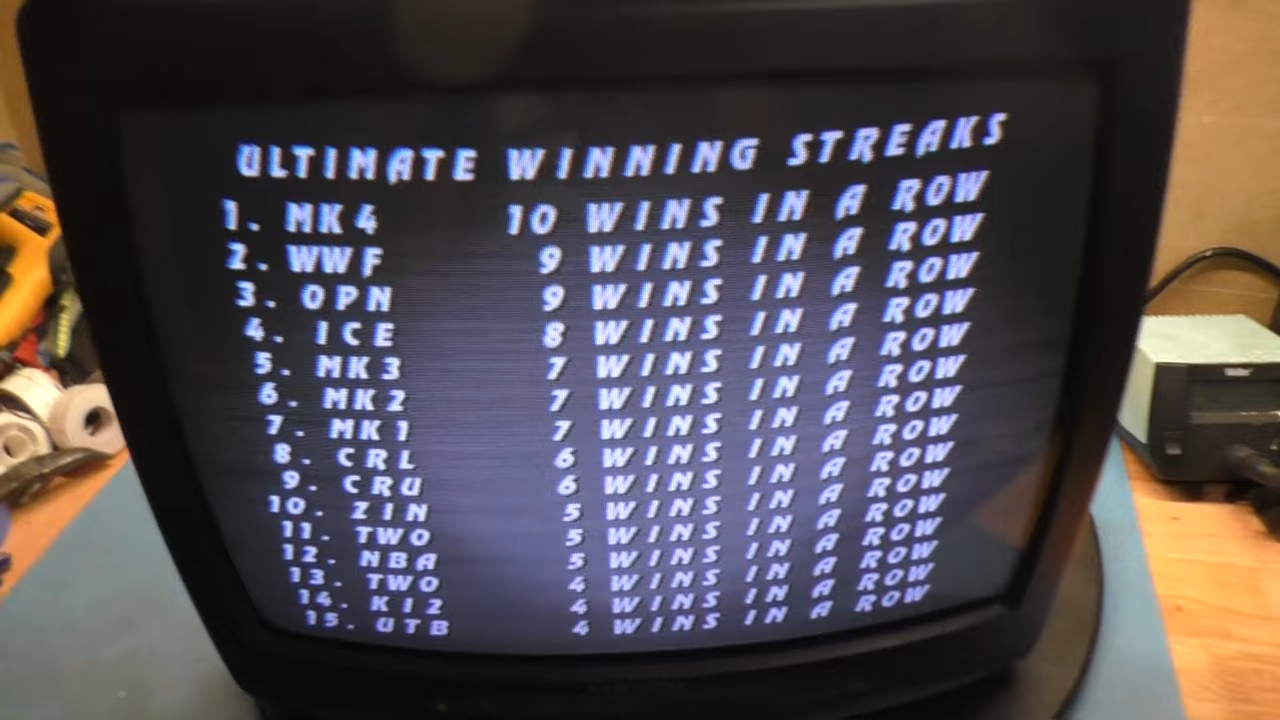 ULTIMATE WINNING STREAKS
1. MK4 10 WINS IN A ROW
2. WWF 9 WINS IN A ROW
3. OPN 9 WINS IN A ROW
4. ICE 8 WINS IN A ROW
5. MK3 7 WINS IN A ROW
6. MK2 7 WINS IN A ROW
7. MK1 7 WINS IN A ROW
8. CRL 6 WINS IN A ROW
9. CRU 6 WINS IN A ROW
10. ZIN 5 WINS IN A ROW
11. TWO 5 WINS IN A ROW
12. NBA 5 WINS IN A ROW
13. TWO 4 WINS IN A ROW
14. KI2 4 WINS IN A ROW
15. UTB 4 WINS IN A ROW